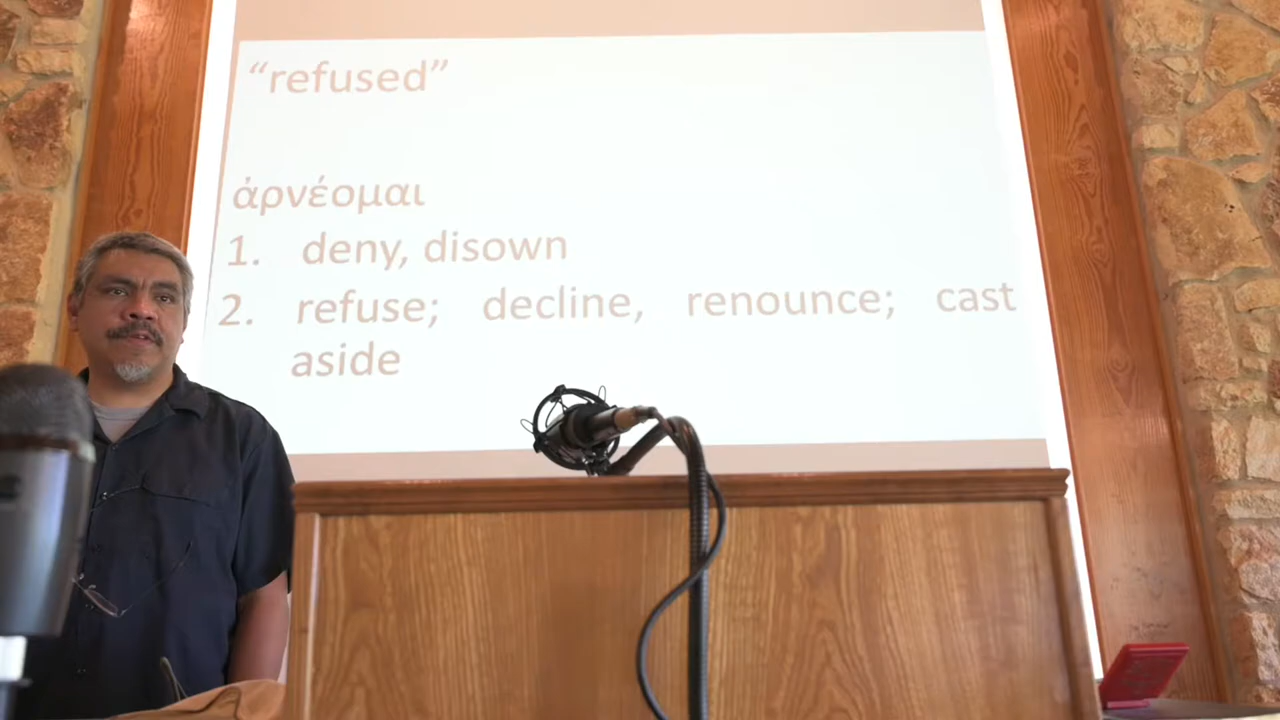 “refused”
ἀρνέομαι
1. deny, disown
2. refuse; decline, renounce; cast
aside